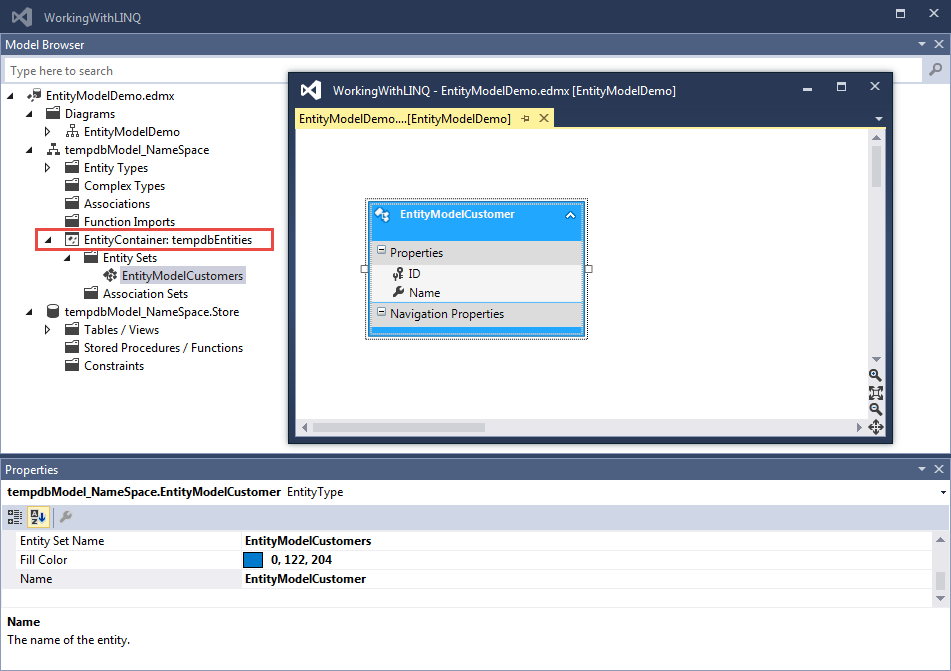 WorkingWithLINQ
Model Browser
Type here to search
EntityModelDemo.edmx
Diagrams
EntityModelDemo
tempdbModel_NameSpace
Entity Types
Complex Types
Associations
Function Imports
EntityContainer: tempdbEntities
Entity Sets
EntityModelCustomers
Association Sets
tempdbModel_NameSpace.Store
Tables / Views
Stored Procedures / Functions
Constraints
WorkingWithLINQ - EntityModelDemo.edmx [EntityModelDemo]
EntityModelDemo....[EntityModelDemo]
EntityModelCustomer
Properties
ID
Name
Navigation Properties
Properties
tempdbModel_NameSpace.EntityModelCustomer EntityType
Entity Set Name EntityModelCustomers
Fill Color 0, 122, 204
Name EntityModelCustomer
Name
The name of the entity.